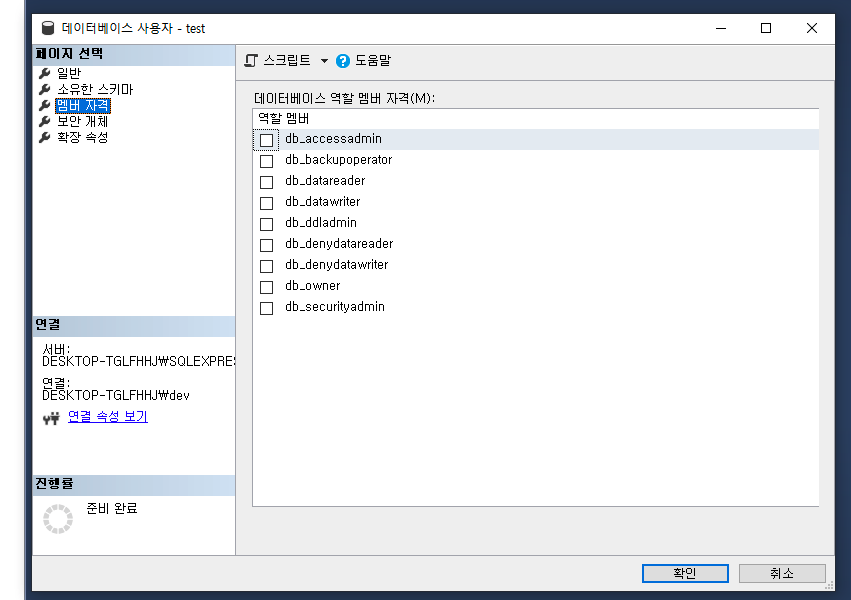 데이터베이스 사용자 - test
페이지 선택
일반
소유한 스키마
멤버 자격
보안 개체
확장 속성
스크립트
도움말
데이터베이스 역할 멤버 자격(M):
역할 멤버
db_accessadmin
db_backupoperator
db_datareader
db_datawriter
db_ddladmin
db_denydatareader
db_denydatawriter
db_owner
db_securityadmin
연결
서버:
DESKTOP-TGLFHHJ₩SQLEXPRES
연결:
DESKTOP-TGLFHHJ₩dev
연결 속성 보기
진행률
준비 완료
확인
취소